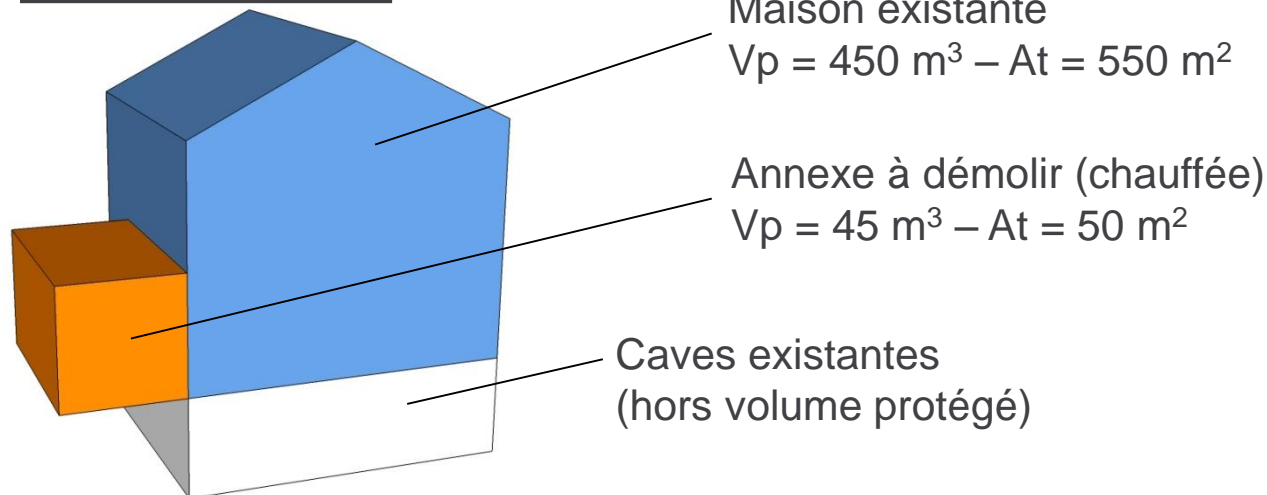 Maison existante
Vp = 450 m³ – At = 550 m²
Annexe à démolir (chauffée)
Vp = 45 m³ – At = 50 m²
Caves existantes
(hors volume protégé)